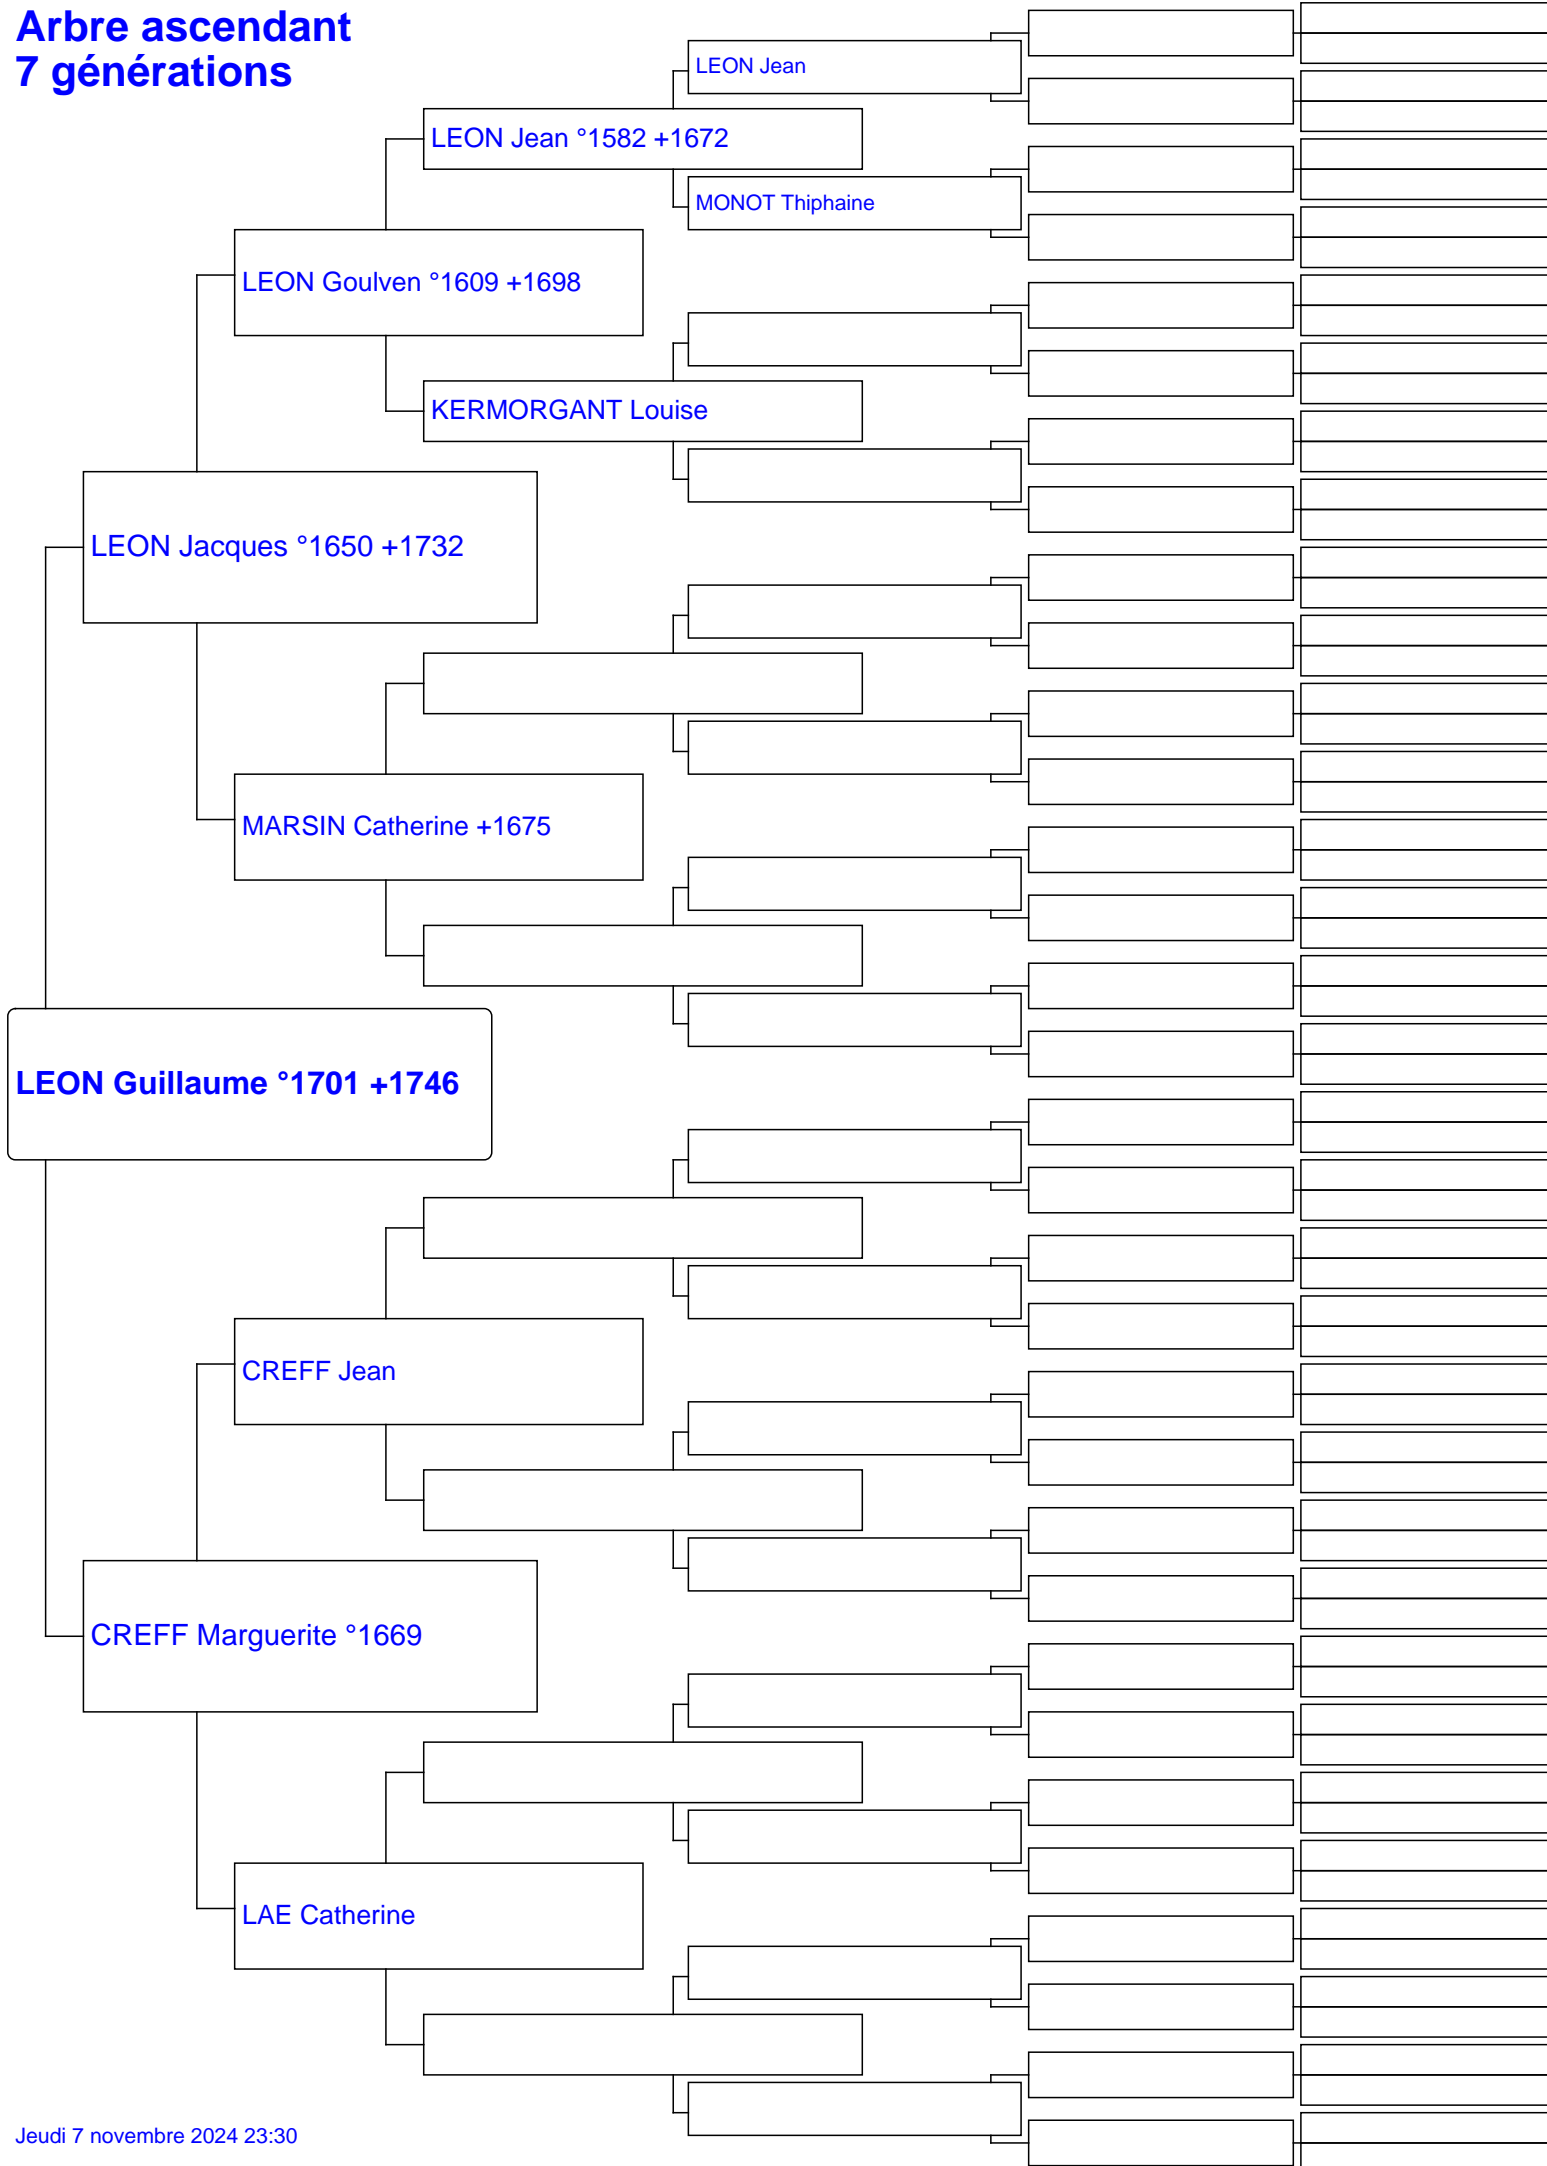 Arbre ascendant
7 générations
LEON Jean
LEON Jean °1582 +1672
MONOT Thiphaine
LEON Goulven °1609 +1698
KERMORGANT Louise
LEON Jacques °1650 +1732
MARSIN Catherine +1675
LEON Guillaume °1701 +1746
CREFF Jean
CREFF Marguerite °1669
LAE Catherine
Jeudi 7 novembre 2024 23:30